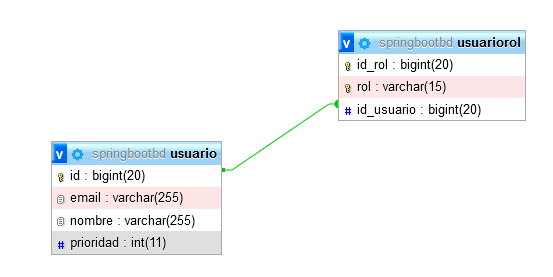 v springbootbd usuariorol
id_rol : bigint(20)
rol : varchar(15)
# id_usuario : bigint(20)
v springbootbd usuario
id : bigint(20)
email : varchar(255)
nombre : varchar(255)
# prioridad : int(11)